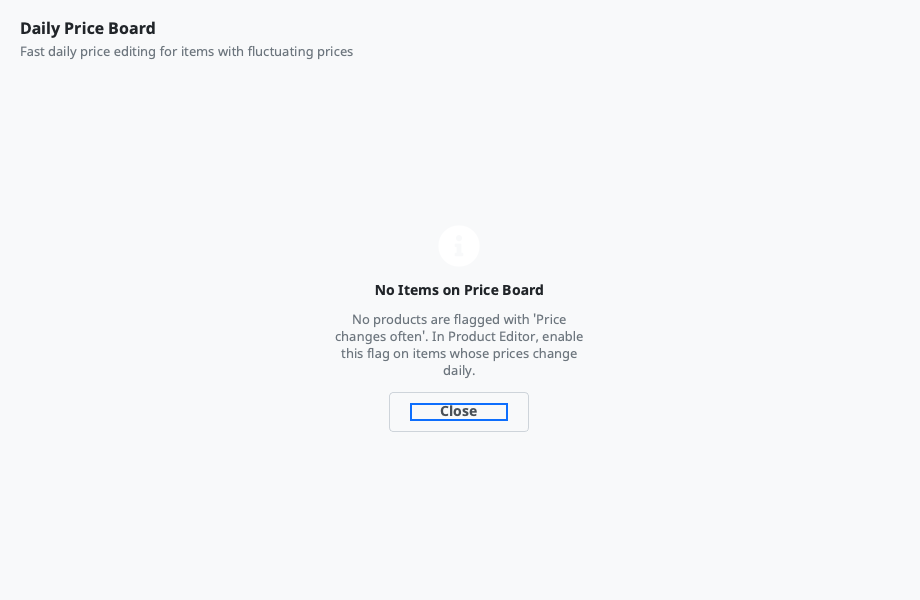 Daily Price Board
Fast daily price editing for items with fluctuating prices
No Items on Price Board
No products are flagged with 'Price
changes often'. In Product Editor, enable
this flag on items whose prices change
daily.
Close